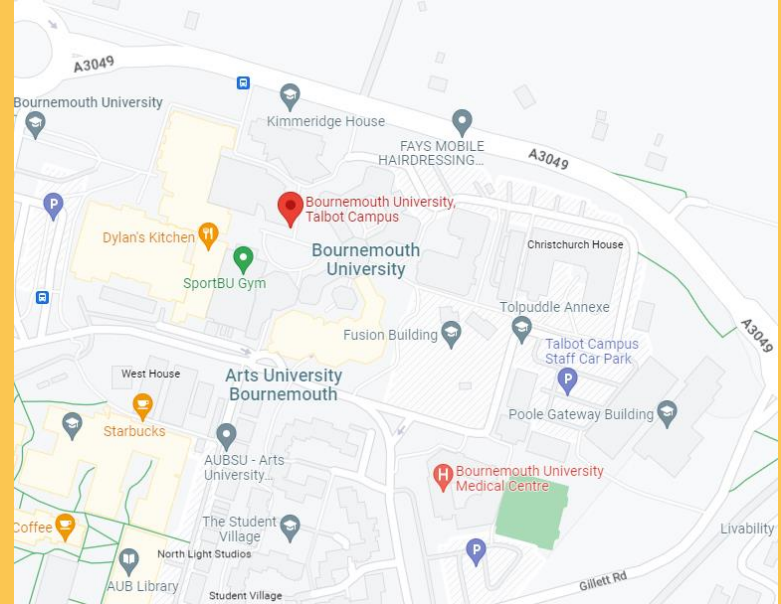 A3049
Bournemouth University
Kimmeridge House
FAYS MOBILE
HAIRDRESSING...
A3049
P
Bournemouth University,
Talbot Campus
Dylan's Kitchen
Bournemouth
University
Christchurch House
SportBU Gym
Tolpuddle Annexe
Fusion Building
A3049
Talbot Campus
Staff Car Park
P
West House
Arts University
Bournemouth
Starbucks
Poole Gateway Building
AUBSU - Arts
University...
H
Bournemouth University
Medical Centre
Coffee
The Student
Village
Livability
P
North Light Studios
AUB Library
Gillett Rd
Student Village